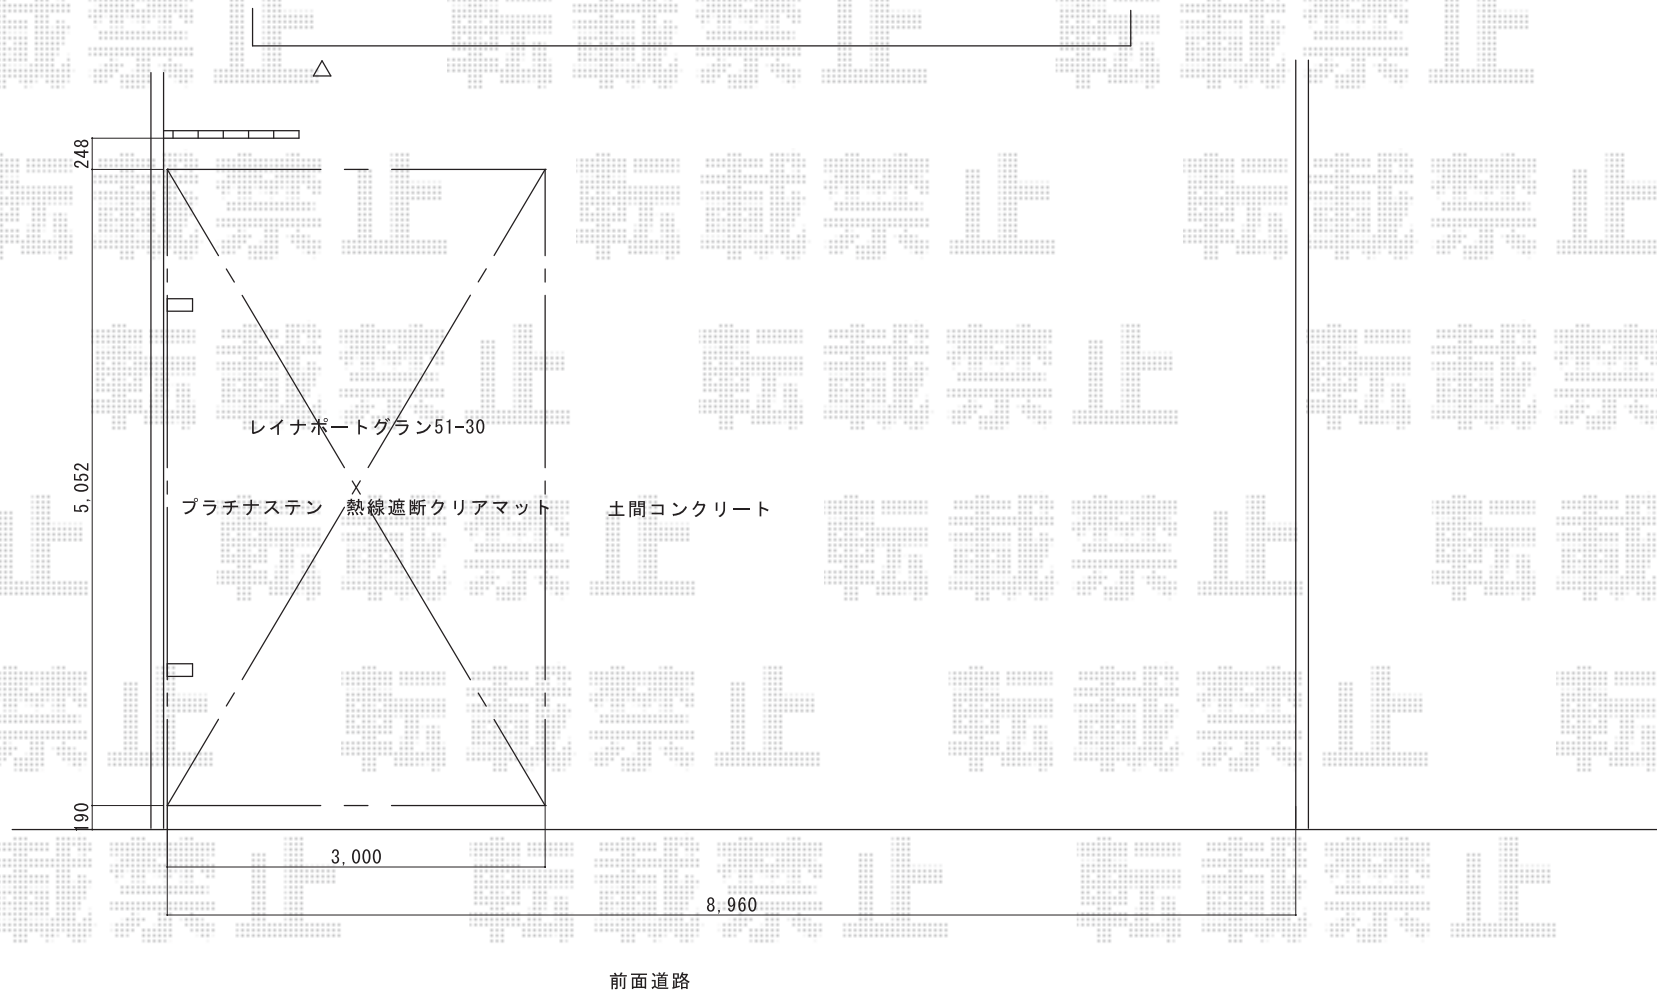 248
レイナポートグラン51-30
5,052
プラチナステン 熱線遮断クリアマット
土間コンクリート
190
3,000
8,960
前面道路
転載禁止